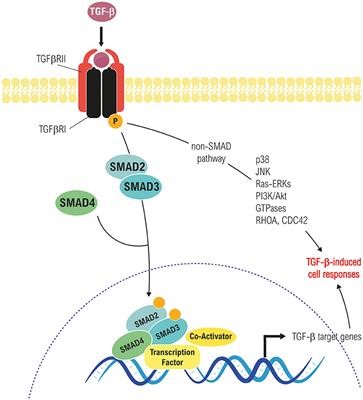 TGF-β
TGFβRII
TGFβRI
P
non-SMAD
pathway
p38
JNK
Ras-ERKs
PI3K/Akt
GTPases
RHOA, CDC42
SMAD2
SMAD3
SMAD4
TGF-β-induced
cell responses
SMAD2
SMAD3
SMAD4
Co-Activator
Transcription
Factor
TGF-β target genes